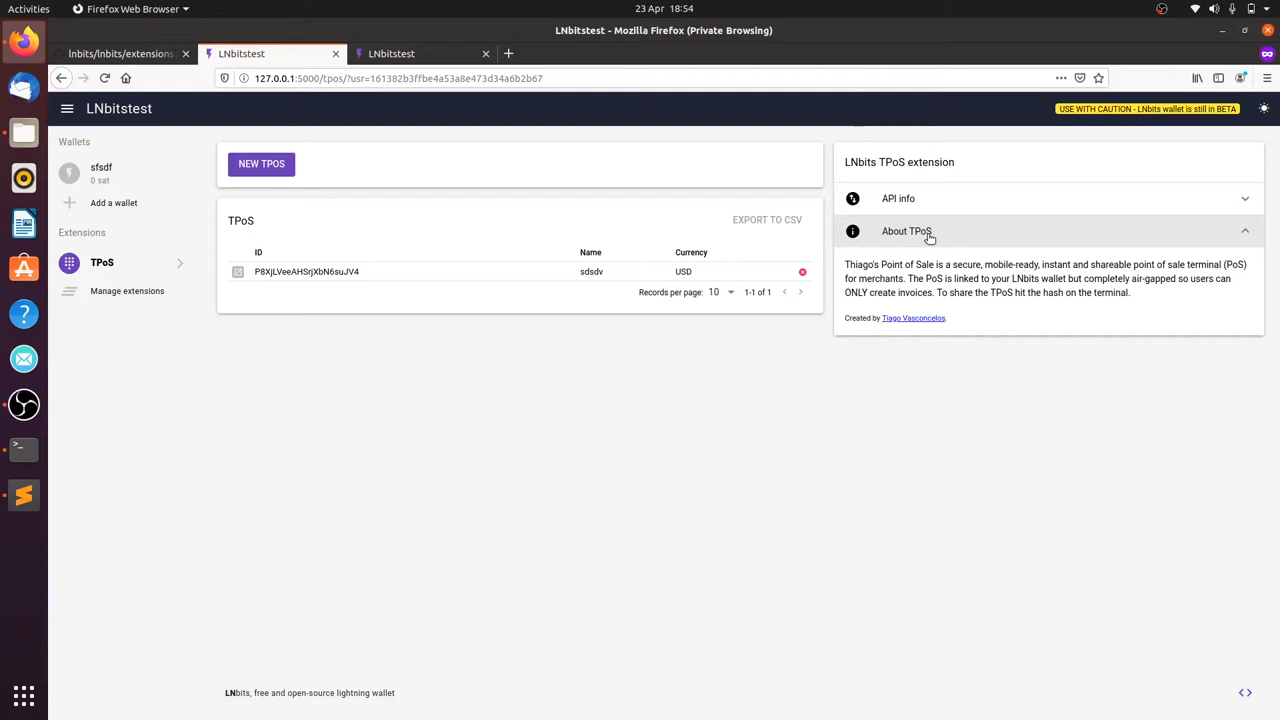 Activities
Firefox Web Browser
23 Apr 18:54
LNbitstest - Mozilla Firefox (Private Browsing)
lnbits/lnbits/extensions
LNbitstest
LNbitstest
127.0.0.1:5000/tpos/?usr=161382b3ffbe4a53a8e473d34a6b2b67
LNbitstest
USE WITH CAUTION - LNbits wallet is still in BETA
Wallets
sfsdf
0 sat
Add a wallet
Extensions
TPoS
Manage extensions
NEW TPOS
TPoS
EXPORT TO CSV
ID Name Currency
P8XjLVeeAHSrjXbN6suJV4 sdsdv USD
Records per page: 10 1-1 of 1
LNbits TPoS extension
API info
About TPoS
Thiago's Point of Sale is a secure, mobile-ready, instant and shareable point of sale terminal (PoS)
for merchants. The PoS is linked to your LNbits wallet but completely air-gapped so users can
ONLY create invoices. To share the TPoS hit the hash on the terminal.
Created by Tiago Vasconcelos.
LNbits, free and open-source lightning wallet